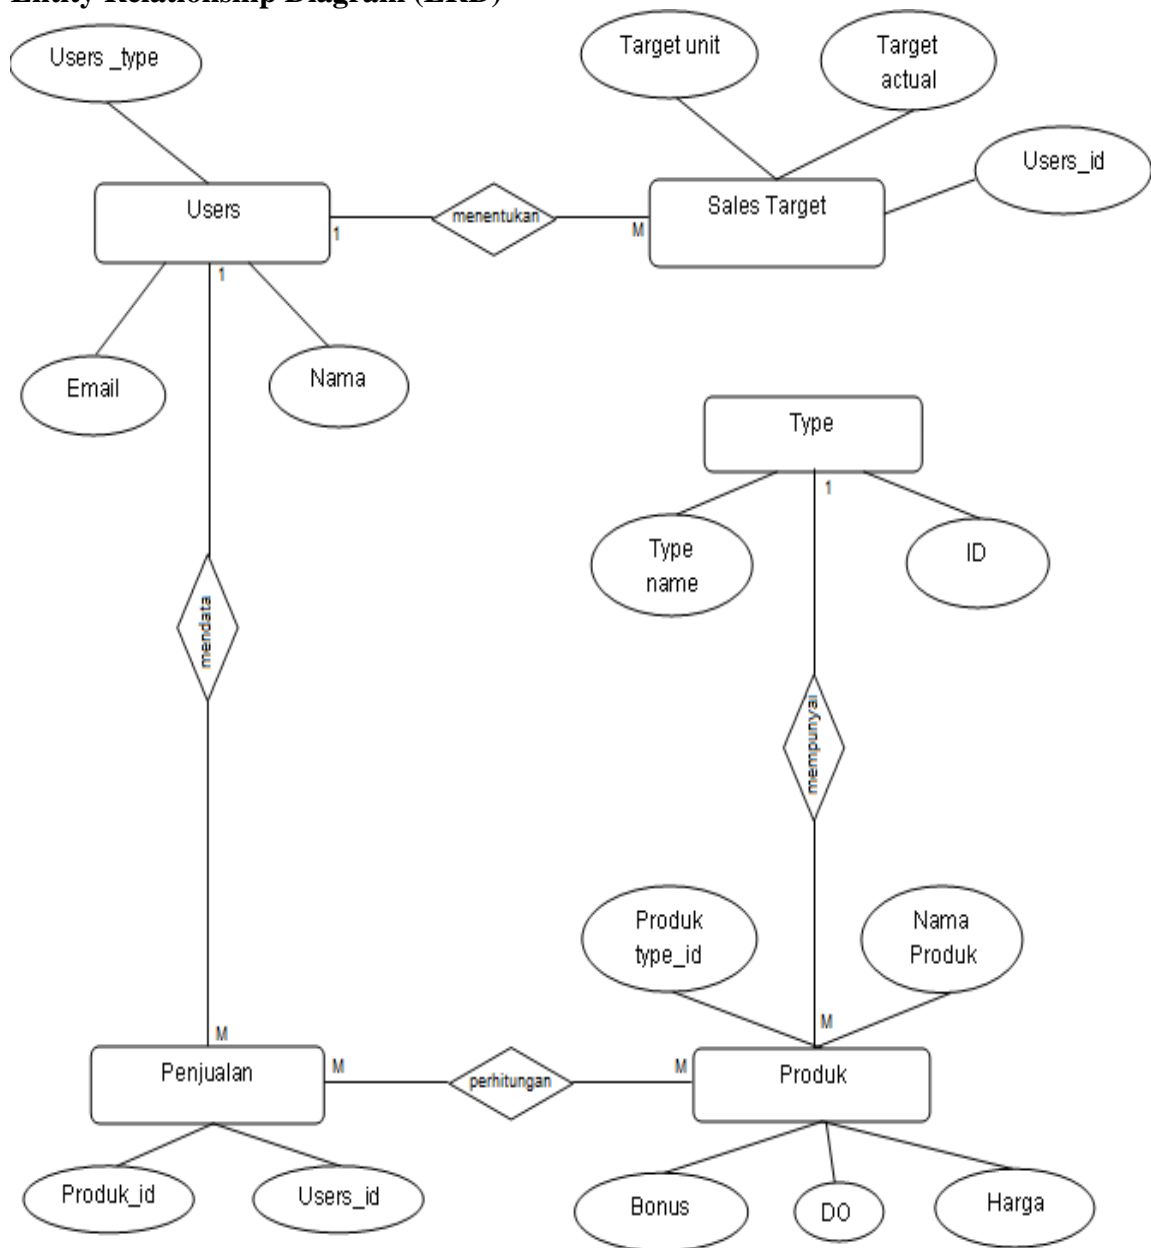 Entity Relationship Diagram (ERD)
Users _type
Target unit
Target
actual
Users_id
Users
1
menentukan
M
Sales Target
1
Email
Nama
Type
1
Type
name
ID
mendata
mempunyai
Produk
type_id
Nama
Produk
M
M
Penjualan
M
perhitungan
M
Produk
Produk_id
Users_id
Bonus
DO
Harga